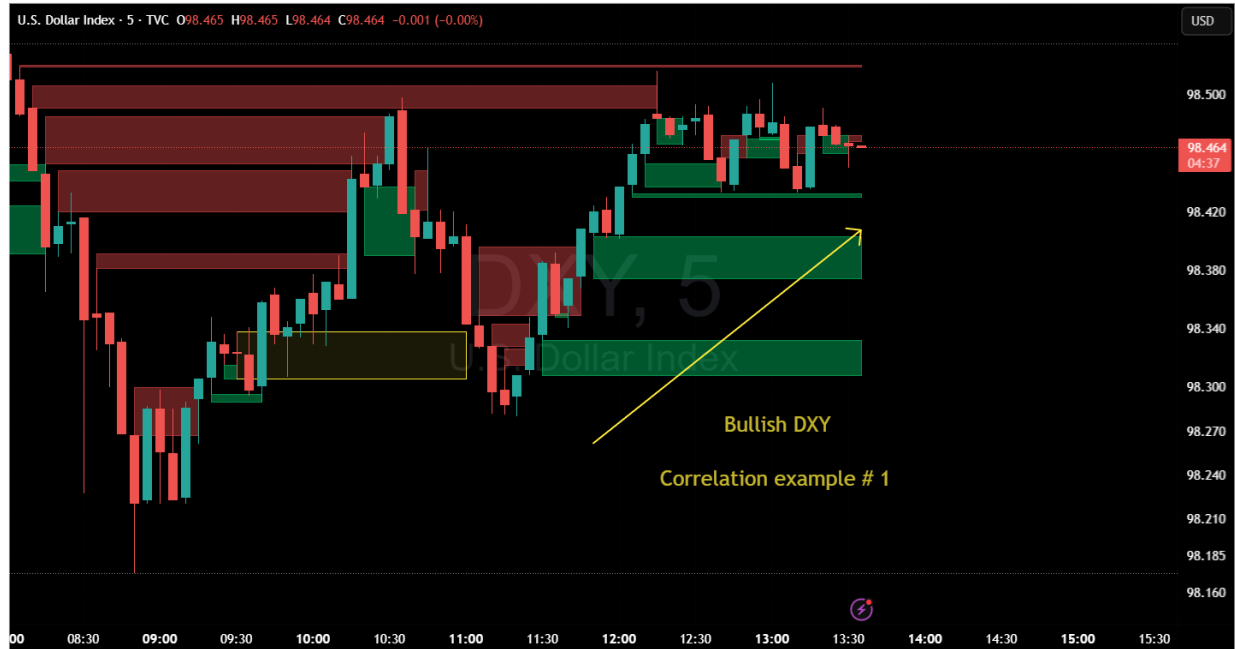 U.S. Dollar Index · 5 · TVC O98.465 H98.465 L98.464 C98.464 −0.001 (−0.00%)
USD
98.500
98.464
04:37
98.420
98.380
DXY, 5
98.340
U.S. Dollar Index
98.300
Bullish DXY
98.270
Correlation example # 1
98.240
98.210
98.185
98.160
00 08:30 09:00 09:30 10:00 10:30 11:00 11:30 12:00 12:30 13:00 13:30 14:00 14:30 15:00 15:30